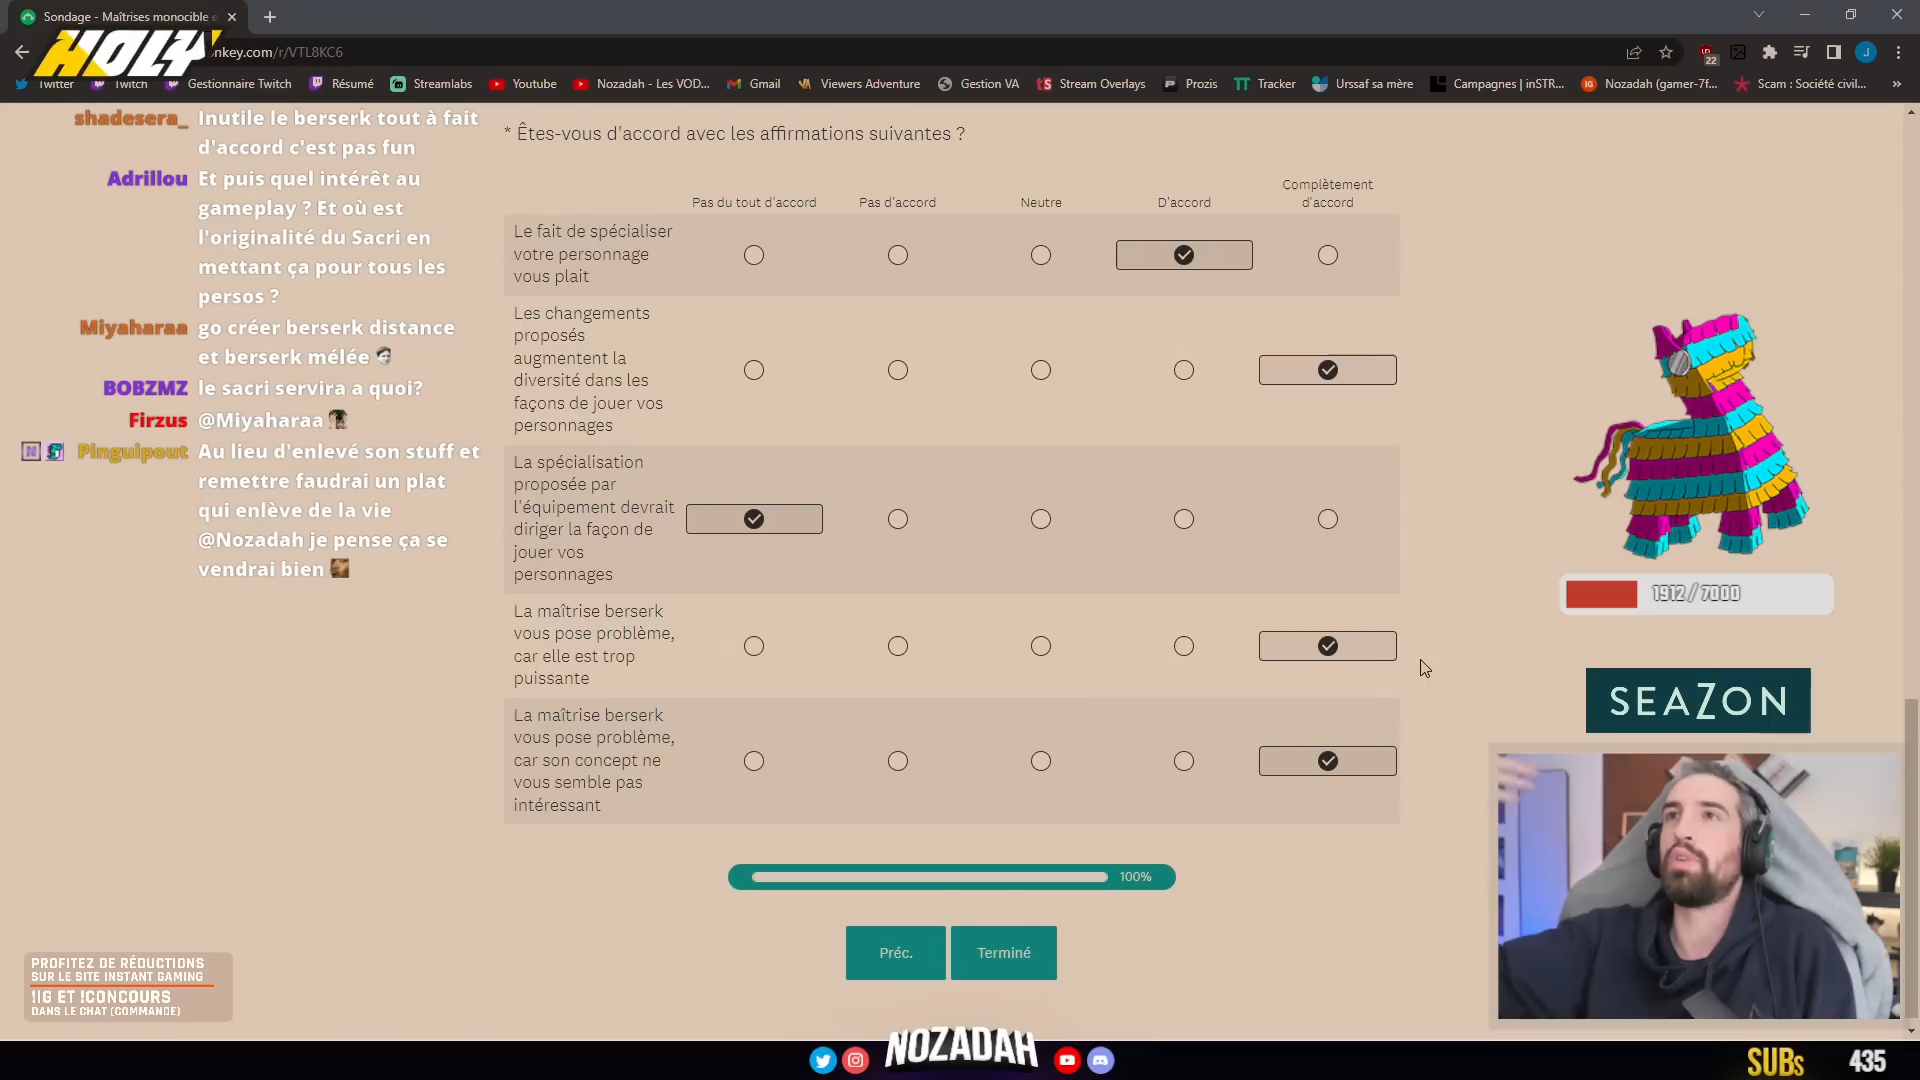 Sondage - Maîtrises monocible e
HOLY
nkey.com/r/VTL8KC6
22
J
Twitter
Twitch
Gestionnaire Twitch
Résumé
Streamlabs
Youtube
Nozadah - Les VOD...
Gmail
Viewers Adventure
Gestion VA
Stream Overlays
Prozis
Tracker
Urssaf sa mère
Campagnes | inSTR...
Nozadah (gamer-7f...
Scam : Société civil...
»
shadesera_ Inutile le berserk tout à fait
d'accord c'est pas fun
Adrillou Et puis quel intérêt au
gameplay ? Et où est
l'originalité du Sacri en
mettant ça pour tous les
persos ?
Miyaharaa go créer berserk distance
et berserk mélée
BOBZMZ le sacri servira a quoi?
Firzus @Miyaharaa
Pinguipout Au lieu d'enlevé son stuff et
remettre faudrai un plat
qui enlève de la vie
@Nozadah je pense ça se
vendrai bien
* Êtes-vous d'accord avec les affirmations suivantes ?
Pas du tout d'accord
Pas d'accord
Neutre
D'accord
Complètement
d'accord
Le fait de spécialiser
votre personnage
vous plait
Les changements
proposés
augmentent la
diversité dans les
façons de jouer vos
personnages
La spécialisation
proposée par
l'équipement devrait
diriger la façon de
jouer vos
personnages
La maîtrise berserk
vous pose problème,
car elle est trop
puissante
La maîtrise berserk
vous pose problème,
car son concept ne
vous semble pas
intéressant
100%
Préc.
Terminé
1912 / 7000
SEAZON
PROFITEZ DE RÉDUCTIONS
SUR LE SITE INSTANT GAMING
!IG ET !CONCOURS
DANS LE CHAT (COMMANDE)
NOZADAH
SUBs 435